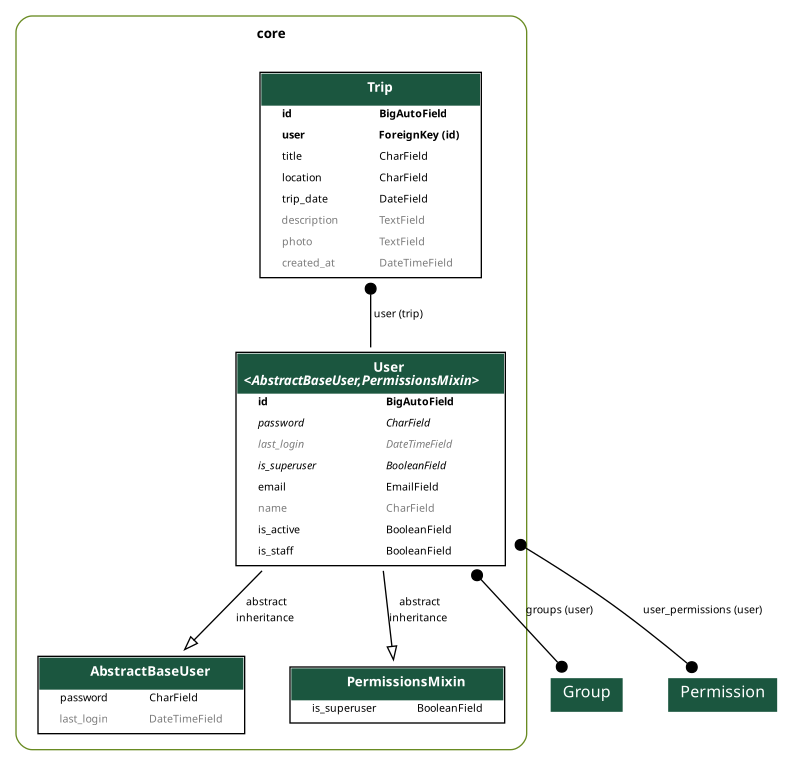 core
Trip
id BigAutoField
user ForeignKey (id)
title CharField
location CharField
trip_date DateField
description TextField
photo TextField
created_at DateTimeField
user (trip)
User
<AbstractBaseUser,PermissionsMixin>
id BigAutoField
password CharField
last_login DateTimeField
is_superuser BooleanField
email EmailField
name CharField
is_active BooleanField
is_staff BooleanField
abstract
inheritance
abstract
inheritance
groups (user)
user_permissions (user)
AbstractBaseUser
password CharField
last_login DateTimeField
PermissionsMixin
is_superuser BooleanField
Group
Permission